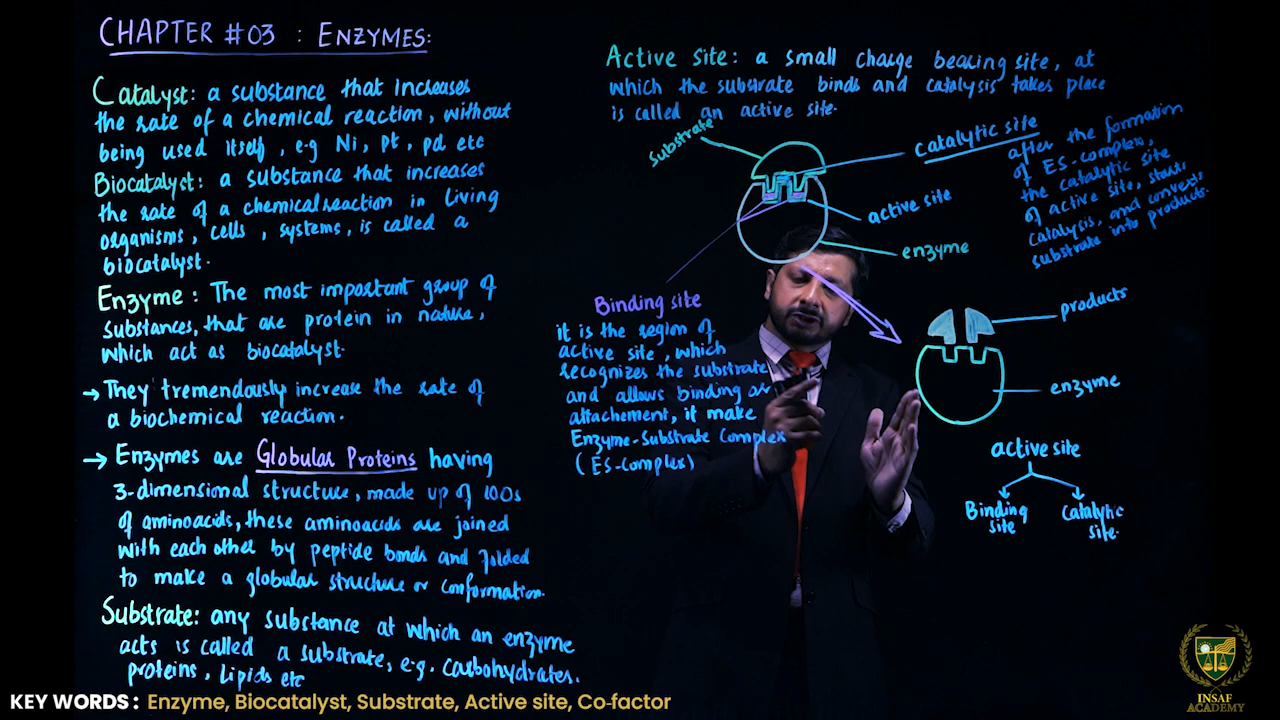 CHAPTER #03 : ENZYMES:
Catalyst: a substance that increases
the rate of a chemical reaction, without
being used itself, e.g Ni, Pt, pd etc
Biocatalyst: a substance that increases
the rate of a chemical reaction in Living
organisms, cells, systems, is called a
biocatalyst.
Enzyme: The most important group of
substances, that are protein in nature,
which act as biocatalyst.
→ They tremendously increase the rate of
a biochemical reaction.
→ Enzymes are Globular Proteins having
3-dimensional structure, made up of 100s
of aminoacids, these aminoacids are joined
with each other by peptide bonds and folded
to make a globular structure or conformation.
Substrate: any substance at which an enzyme
acts is called a substrate, e.g. Carbohydrates.
proteins, Lipids etc
Active site: a small charge bearing site, at
which the substrate binds and catalysis takes place
is called an active site.
Substrate
catalytic site
active site
enzyme
after the formation
of ES-complex,
the catalytic site
of active site, starts
catalysis, and converts
substrate into products.
Binding site
it is the region of
active site, which
recognizes the substrate
and allows binding or
attachement, it make
Enzyme-Substrate Complex
(ES-complex)
products
enzyme
active site
Binding site
Catalytic site.
KEY WORDS: Enzyme, Biocatalyst, Substrate, Active site, Co-factor
INSAF
ACADEMY